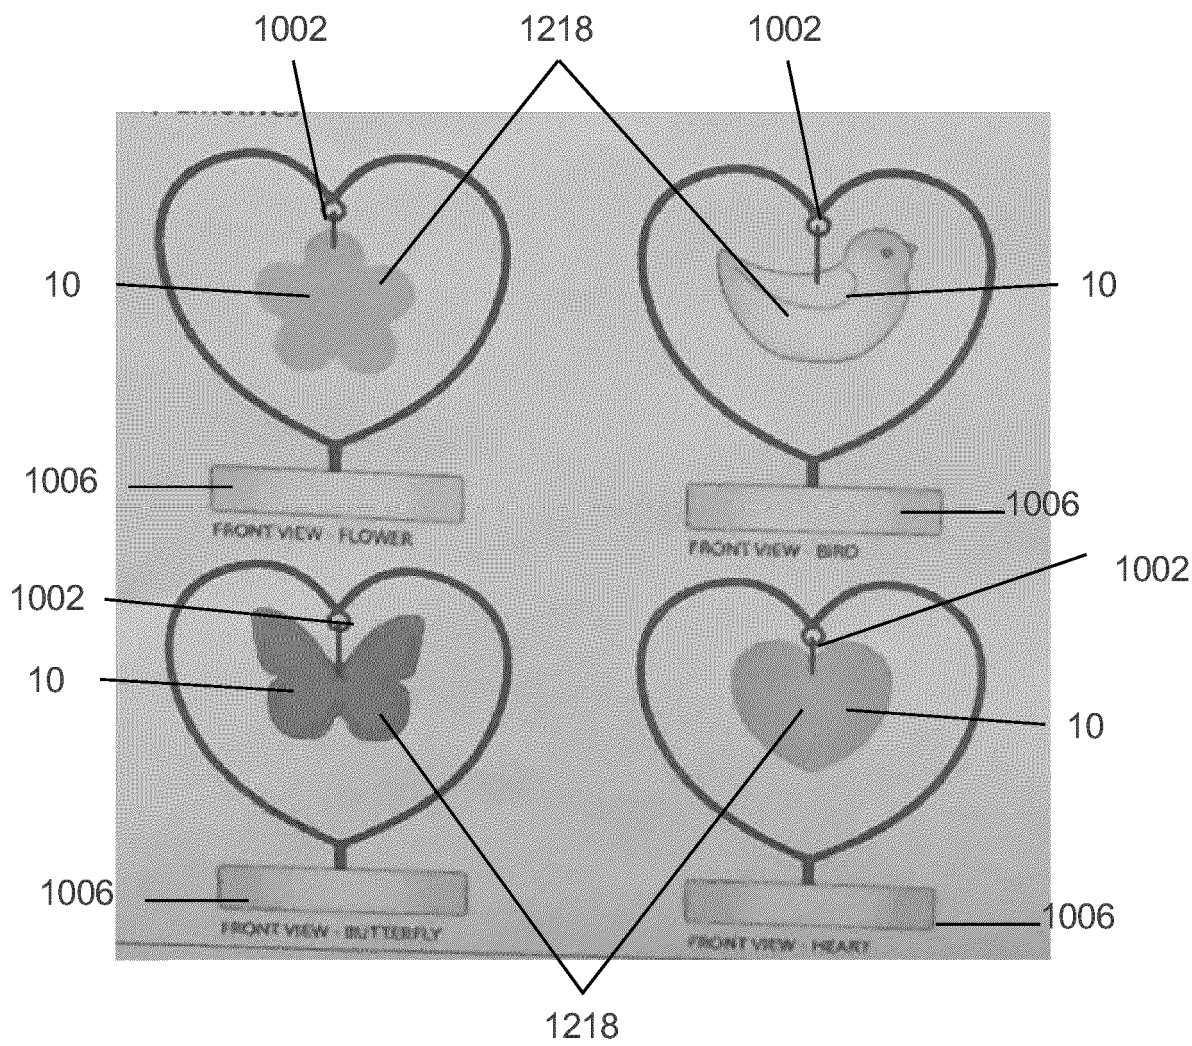 1002 1218 1002
10 10
1006 1006
FRONT VIEW - FLOWER FRONT VIEW - BIRD
1002 1002
10 10
1006 1006
FRONT VIEW - BUTTERFLY FRONT VIEW - HEART
1218